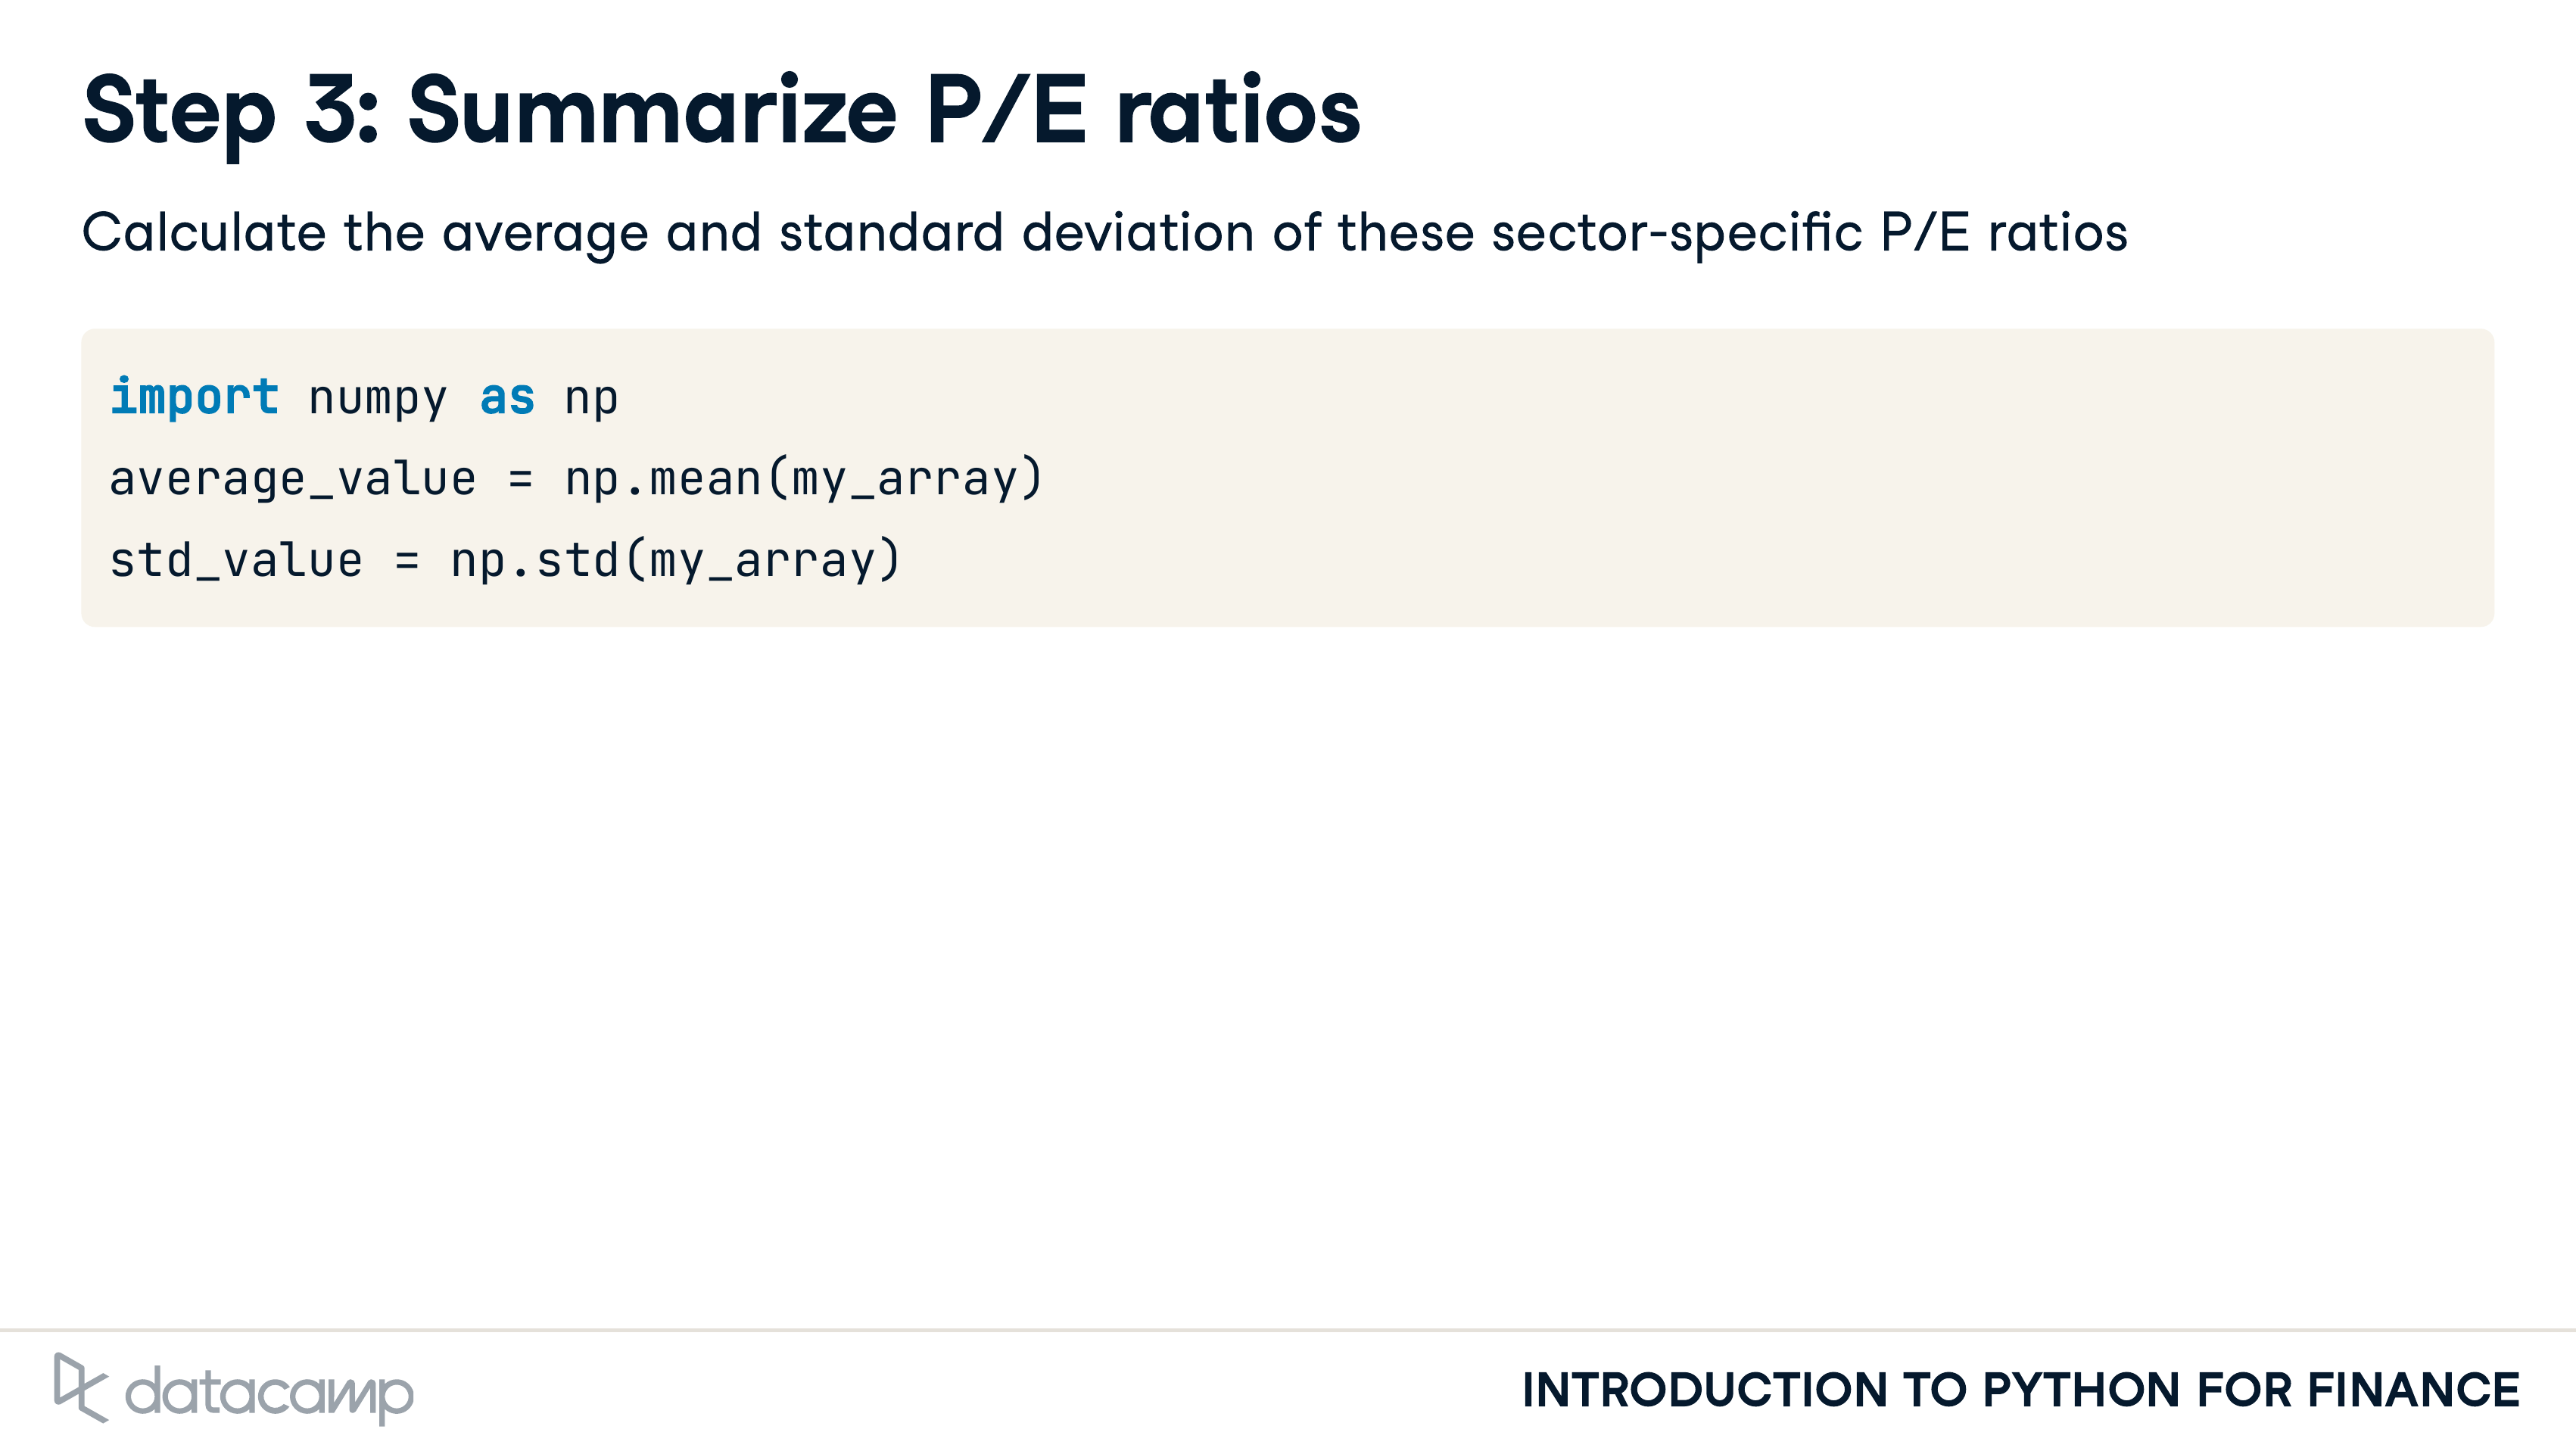 Step 3: Summarize P/E ratios
Calculate the average and standard deviation of these sector-specific P/E ratios
import numpy as np
average_value = np.mean(my_array)
std_value = np.std(my_array)
datacamp
INTRODUCTION TO PYTHON FOR FINANCE